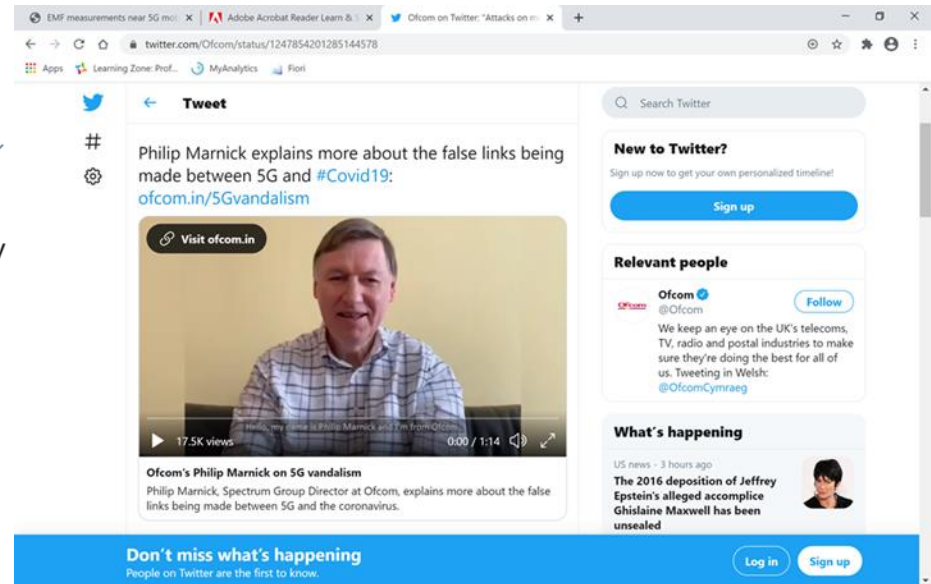 EMF measurements near 5G mo
Adobe Acrobat Reader Learn &
Ofcom on Twitter: "Attacks on m
twitter.com/Ofcom/status/1247854201285144578
Apps
Learning Zone: Prof...
MyAnalytics
Fiori
Tweet
Philip Marnick explains more about the false links being
made between 5G and #Covid19:
ofcom.in/5Gvandalism
Visit ofcom.in
Hello, my name is Philip Marnick and I'm from Ofcom
17.5K views
0:00 / 1:14
Ofcom's Philip Marnick on 5G vandalism
Philip Marnick, Spectrum Group Director at Ofcom, explains more about the false
links being made between 5G and the coronavirus.
Search Twitter
New to Twitter?
Sign up now to get your own personalized timeline!
Sign up
Relevant people
Ofcom
Ofcom
@Ofcom
Follow
We keep an eye on the UK's telecoms,
TV, radio and postal industries to make
sure they're doing the best for all of
us. Tweeting in Welsh:
@OfcomCymraeg
What's happening
US news - 3 hours ago
The 2016 deposition of Jeffrey
Epstein's alleged accomplice
Ghislaine Maxwell has been
unsealed
Don't miss what's happening
People on Twitter are the first to know.
Log in
Sign up